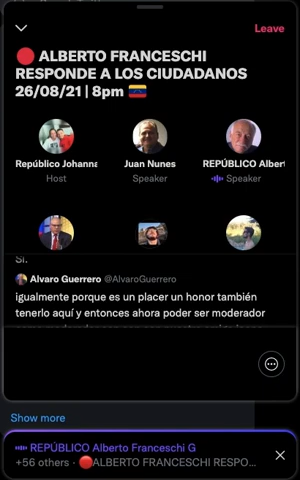 Leave
🔴 ALBERTO FRANCESCHI
RESPONDE A LOS CIUDADANOS
26/08/21 | 8pm 🇻🇪
Repúblico Johanna
Juan Nunes
REPÚBLICO Albert
Host
Speaker
Speaker
Sí.
Alvaro Guerrero @AlvaroGuerrero
igualmente porque es un placer un honor también
tenerlo aquí y entonces ahora poder ser moderador
Show more
REPÚBLICO Alberto Franceschi G
+56 others · 🔴ALBERTO FRANCESCHI RESPO...